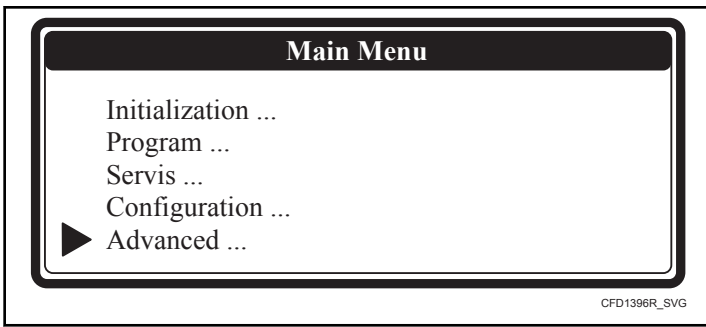 Main Menu
Initialization ...
Program ...
Servis ...
Configuration ...
Advanced ...
CFD1396R_SVG